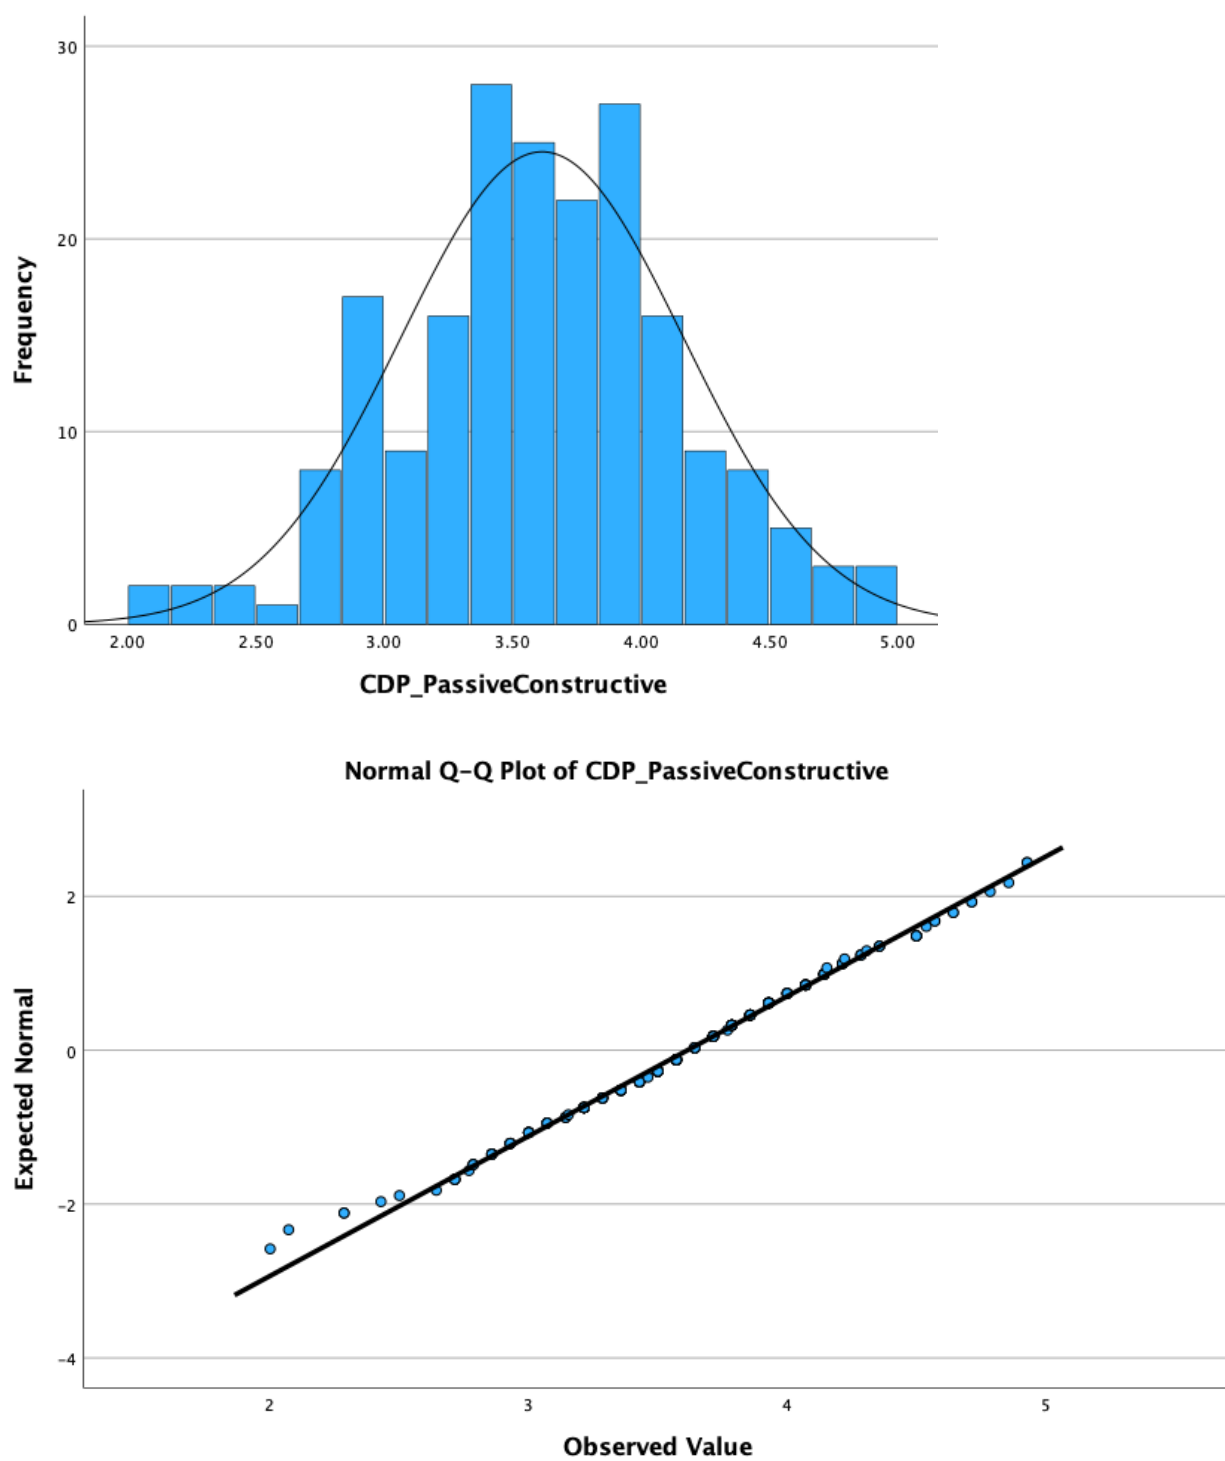 30
20
10
0
Frequency
2.00 2.50 3.00 3.50 4.00 4.50 5.00
CDP_PassiveConstructive
Normal Q-Q Plot of CDP_PassiveConstructive
2
0
-2
-4
Expected Normal
2 3 4 5
Observed Value